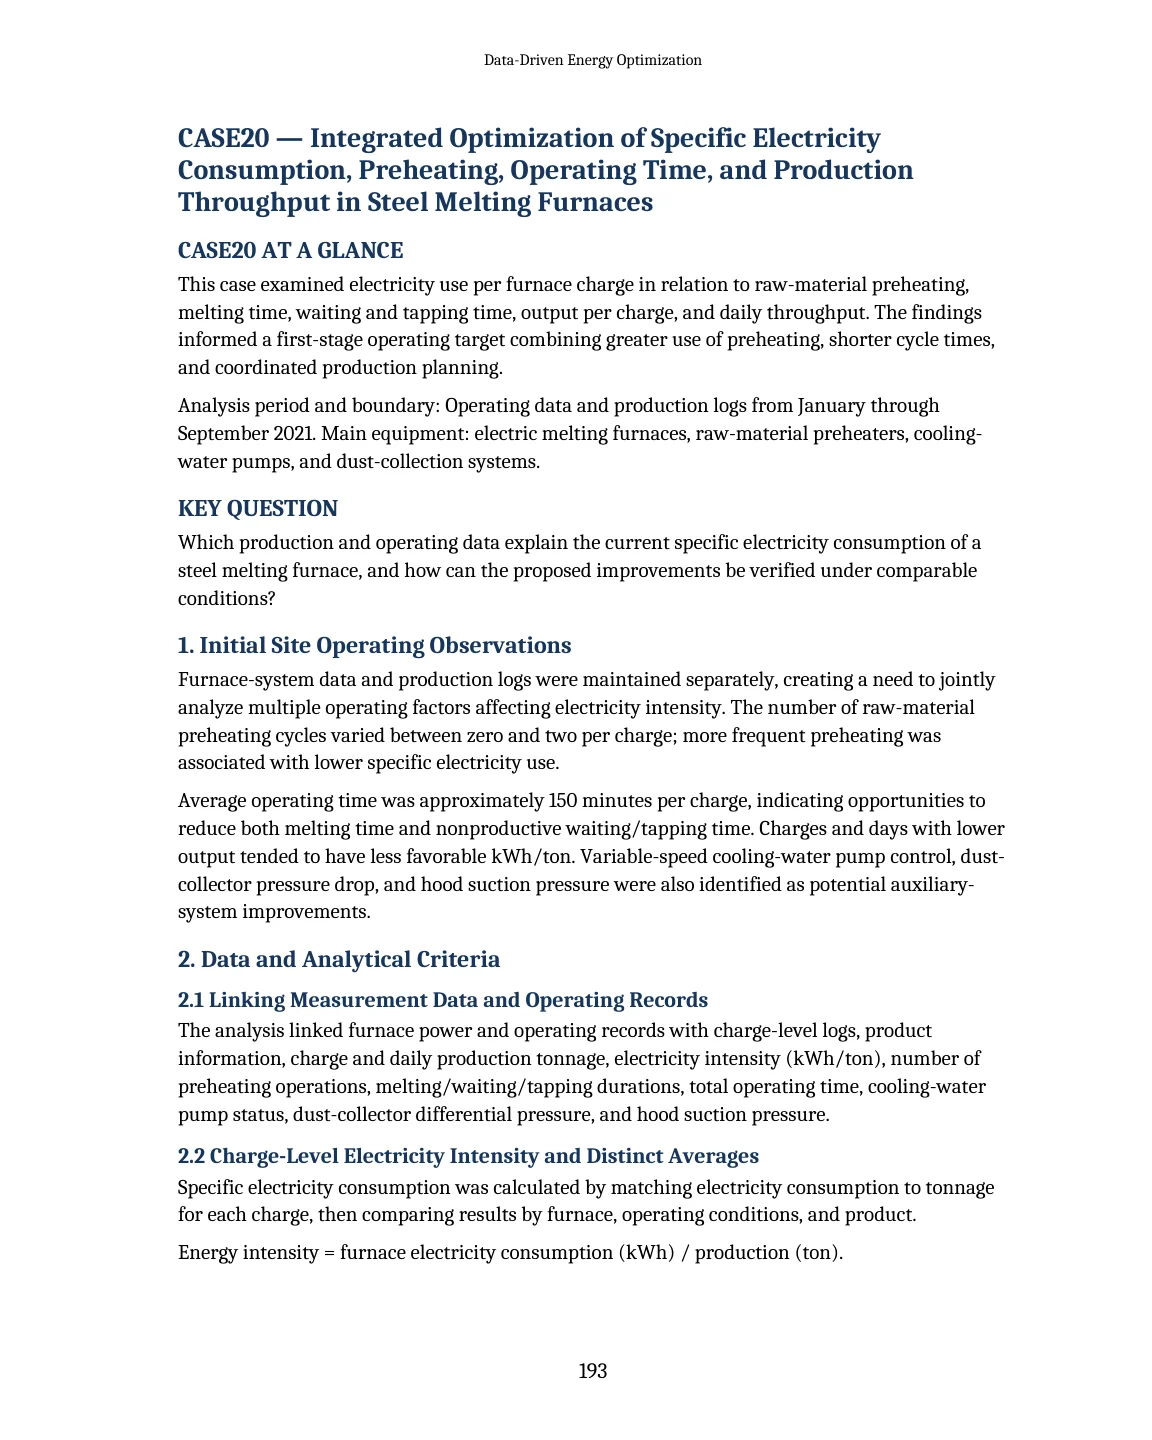 Data-Driven Energy Optimization
CASE20 — Integrated Optimization of Specific Electricity
Consumption, Preheating, Operating Time, and Production
Throughput in Steel Melting Furnaces
CASE20 AT A GLANCE
This case examined electricity use per furnace charge in relation to raw-material preheating,
melting time, waiting and tapping time, output per charge, and daily throughput. The findings
informed a first-stage operating target combining greater use of preheating, shorter cycle times,
and coordinated production planning.
Analysis period and boundary: Operating data and production logs from January through
September 2021. Main equipment: electric melting furnaces, raw-material preheaters, cooling-
water pumps, and dust-collection systems.
KEY QUESTION
Which production and operating data explain the current specific electricity consumption of a
steel melting furnace, and how can the proposed improvements be verified under comparable
conditions?
1. Initial Site Operating Observations
Furnace-system data and production logs were maintained separately, creating a need to jointly
analyze multiple operating factors affecting electricity intensity. The number of raw-material
preheating cycles varied between zero and two per charge; more frequent preheating was
associated with lower specific electricity use.
Average operating time was approximately 150 minutes per charge, indicating opportunities to
reduce both melting time and nonproductive waiting/tapping time. Charges and days with lower
output tended to have less favorable kWh/ton. Variable-speed cooling-water pump control, dust-
collector pressure drop, and hood suction pressure were also identified as potential auxiliary-
system improvements.
2. Data and Analytical Criteria
2.1 Linking Measurement Data and Operating Records
The analysis linked furnace power and operating records with charge-level logs, product
information, charge and daily production tonnage, electricity intensity (kWh/ton), number of
preheating operations, melting/waiting/tapping durations, total operating time, cooling-water
pump status, dust-collector differential pressure, and hood suction pressure.
2.2 Charge-Level Electricity Intensity and Distinct Averages
Specific electricity consumption was calculated by matching electricity consumption to tonnage
for each charge, then comparing results by furnace, operating conditions, and product.
Energy intensity = furnace electricity consumption (kWh) / production (ton).
193